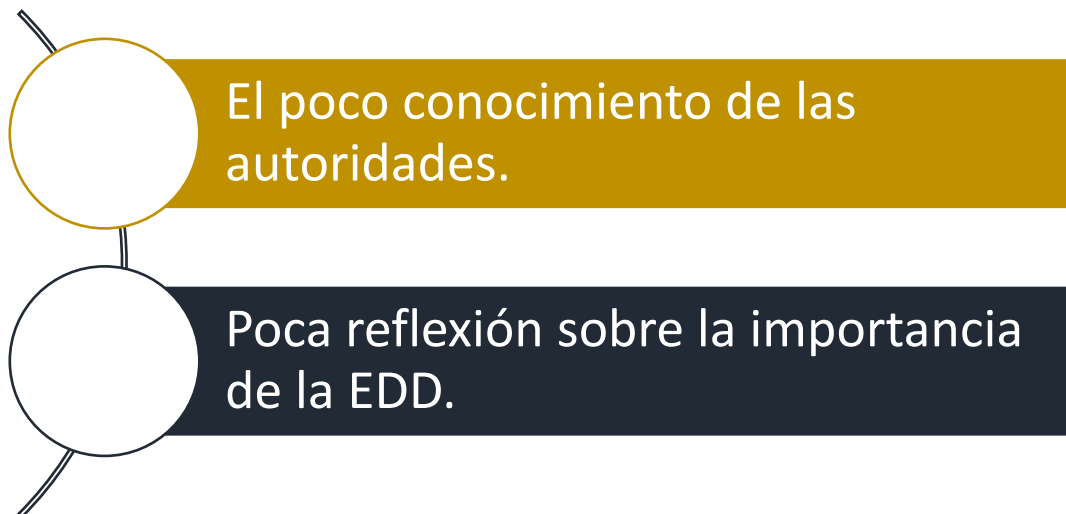 El poco conocimiento de las
autoridades.
Poca reflexión sobre la importancia
de la EDD.